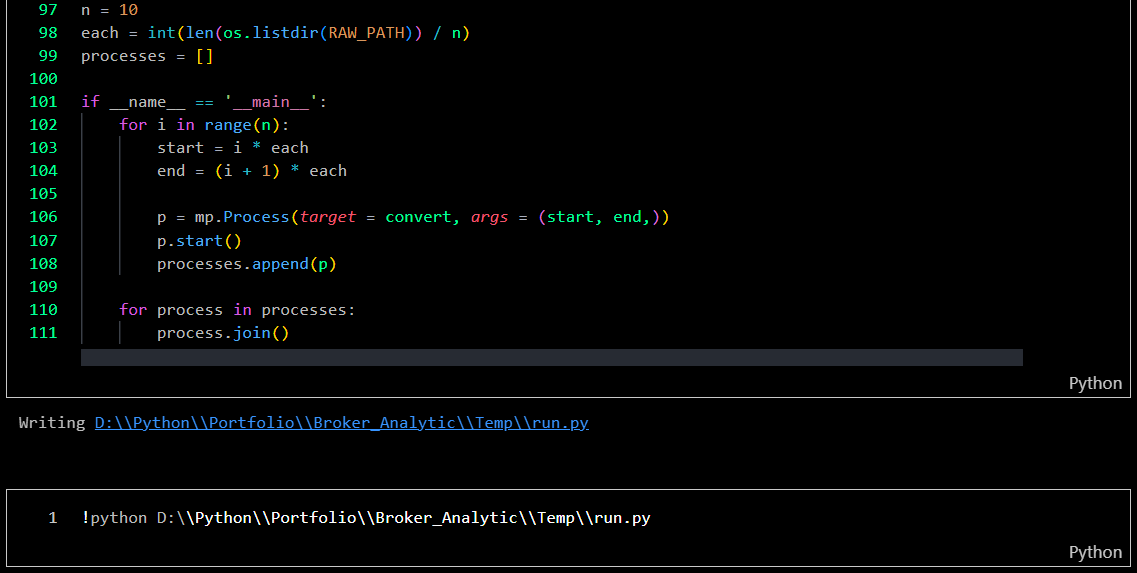 97 n = 10
98 each = int(len(os.listdir(RAW_PATH)) / n)
99 processes = []
100
101 if __name__ == '__main__':
102     for i in range(n):
103         start = i * each
104         end = (i + 1) * each
105
106         p = mp.Process(target = convert, args = (start, end,))
107         p.start()
108         processes.append(p)
109
110     for process in processes:
111         process.join()
Python
Writing D:\\Python\\Portfolio\\Broker_Analytic\\Temp\\run.py
1 !python D:\\Python\\Portfolio\\Broker_Analytic\\Temp\\run.py
Python